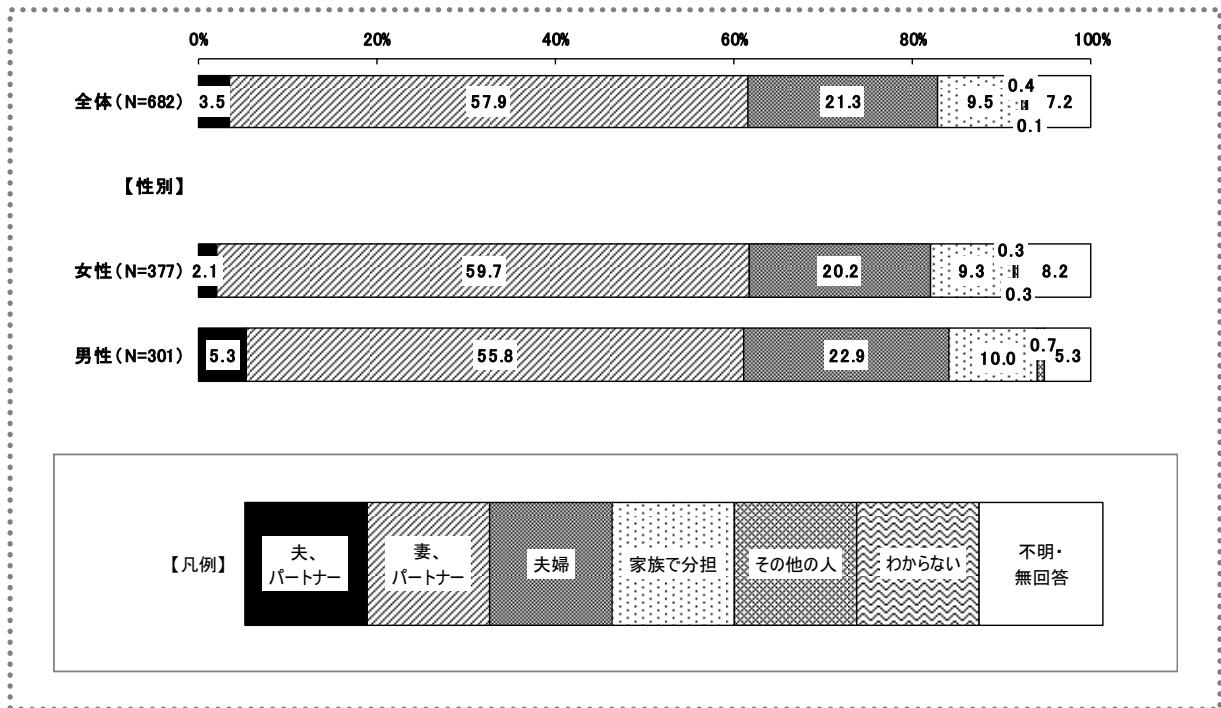 0% 20% 40% 60% 80% 100%
全体(N=682) 3.5 57.9 21.3 9.5 0.4 0.1 7.2
【性別】
女性(N=377) 2.1 59.7 20.2 9.3 0.3 0.3 8.2
男性(N=301) 5.3 55.8 22.9 10.0 0.7 5.3
【凡例】
夫、
パートナー
妻、
パートナー
夫婦
家族で分担
その他の人
わからない
不明・
無回答